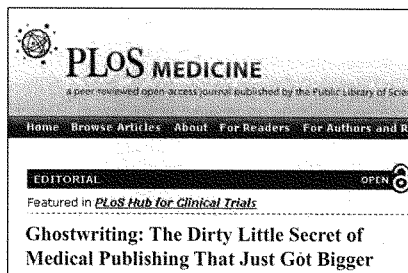 PLoS MEDICINE
a peer reviewed open-access journal published by the Public Library of Scien
Home Browse Articles About For Readers For Authors and R
EDITORIAL OPEN
Featured in PLoS Hub for Clinical Trials
Ghostwriting: The Dirty Little Secret of
Medical Publishing That Just Got Bigger